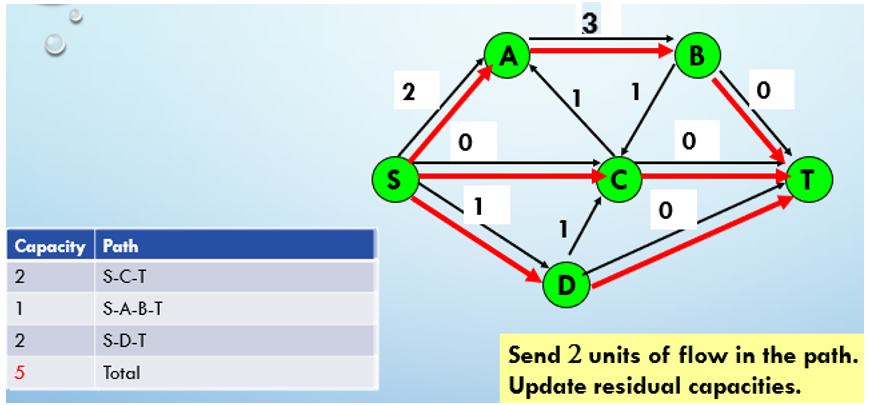 3
A
B
2
1
1
0
0
0
S
C
T
1
1
0
D
Capacity Path
2 S-C-T
1 S-A-B-T
2 S-D-T
5 Total
Send 2 units of flow in the path.
Update residual capacities.